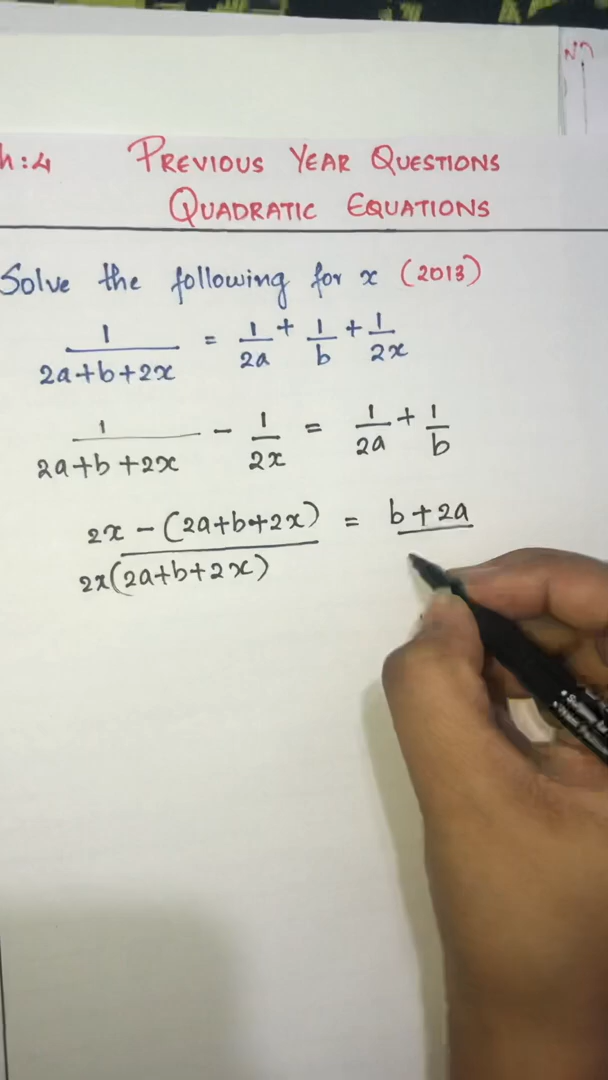 h:4 PREVIOUS YEAR QUESTIONS
QUADRATIC EQUATIONS
Solve the following for x (2013)
1/(2a+b+2x) = 1/2a + 1/b + 1/2x
1/(2a+b+2x) - 1/2x = 1/2a + 1/b
(2x-(2a+b+2x))/(2x(2a+b+2x)) = b+2a